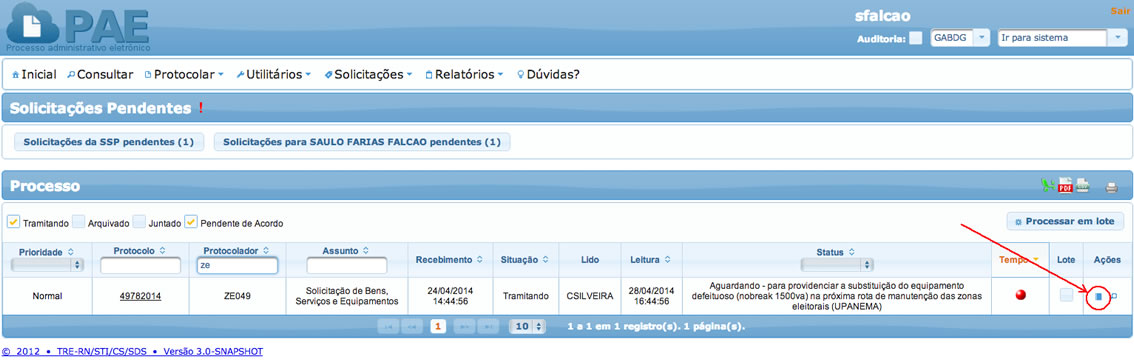 PAE
Processo administrativo eletrônico
sfalcao
Sair
Auditoria:
GABDG
Ir para sistema
Inicial
Consultar
Protocolar
Utilitários
Solicitações
Relatórios
Dúvidas?
Solicitações Pendentes !
Solicitações da SSP pendentes (1)
Solicitações para SAULO FARIAS FALCAO pendentes (1)
Processo
PDF
Tramitando
Arquivado
Juntado
Pendente de Acordo
Processar em lote
Prioridade
Protocolo
Protocolador
ze
Assunto
Recebimento
Situação
Lido
Leitura
Status
Tempo
Lote
Ações
Normal
49782014
ZE049
Solicitação de Bens,
Serviços e Equipamentos
24/04/2014
14:44:56
Tramitando
CSILVEIRA
28/04/2014
16:44:56
Aguardando - para providenciar a substituição do equipamento
defeituoso (nobreak 1500va) na próxima rota de manutenção das zonas
eleitorais (UPANEMA)
1
10
1 a 1 em 1 registro(s). 1 página(s).
© 2012 • TRE-RN/STI/CS/SDS • Versão 3.0-SNAPSHOT